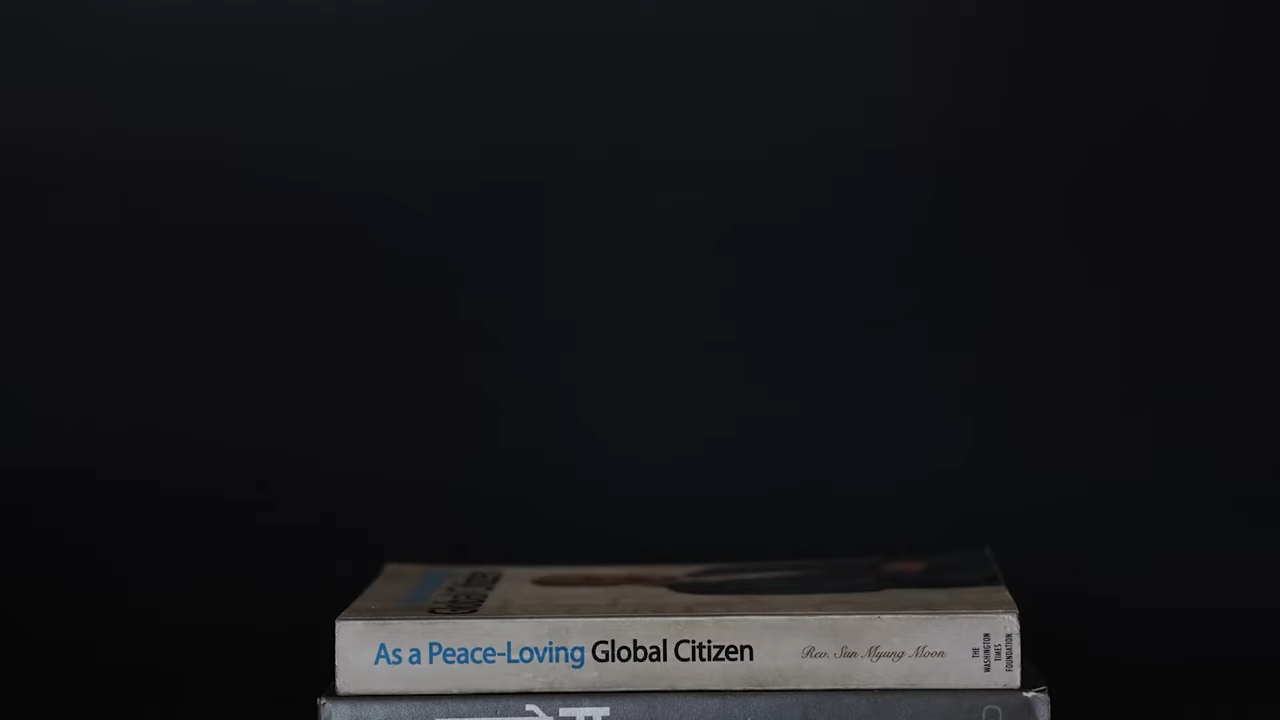 As a Peace-Loving Global Citizen
Rev. Sun Myung Moon
THE
WASHINGTON
TIMES
FOUNDATION